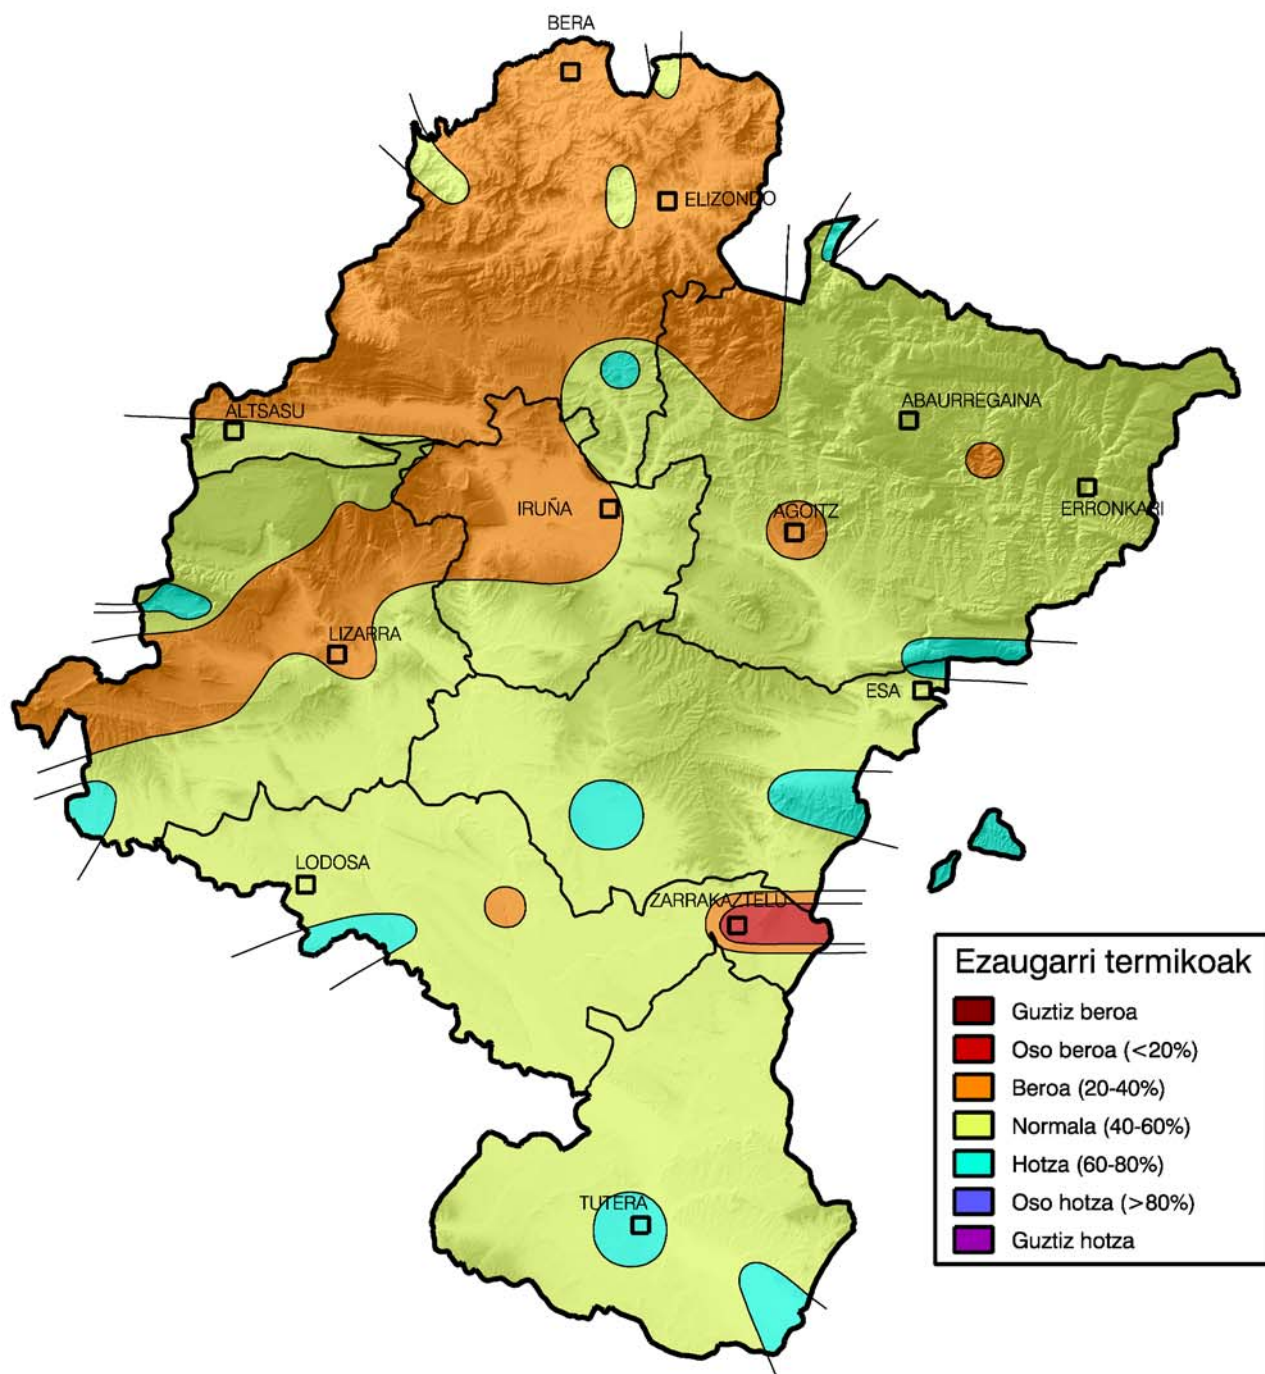 BERA
ELIZONDO
ALTSASU
ABAURREGAINA
IRUÑA
AGOITZ
ERRONKARI
LIZARRA
ESA
LODOSA
ZARRAKAZTELU
TUTERA
Ezaugarri termikoak
Guztiz beroa
Oso beroa (<20%)
Beroa (20-40%)
Normala (40-60%)
Hotza (60-80%)
Oso hotza (>80%)
Guztiz hotza